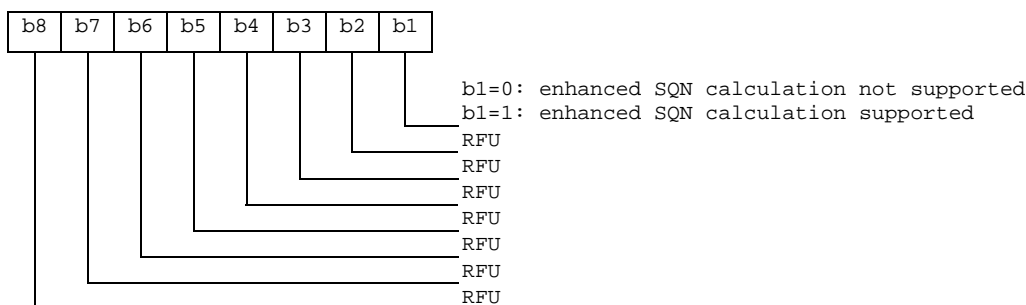 b8 b7 b6 b5 b4 b3 b2 b1
b1=0: enhanced SQN calculation not supported
b1=1: enhanced SQN calculation supported
RFU
RFU
RFU
RFU
RFU
RFU
RFU